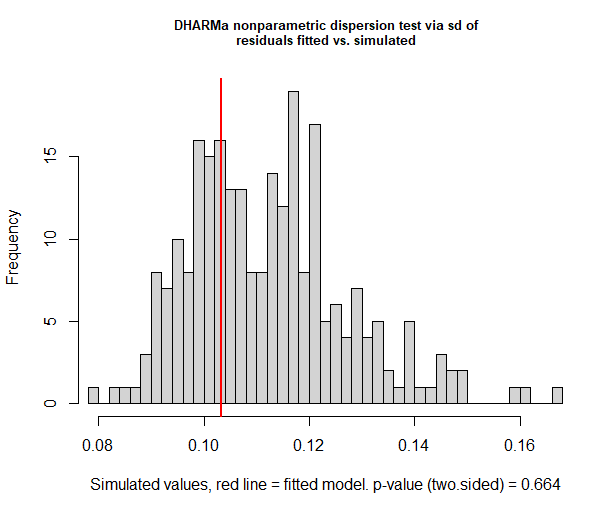 DHARMa nonparametric dispersion test via sd of
residuals fitted vs. simulated
Frequency
15
10
5
0
0.08 0.10 0.12 0.14 0.16
Simulated values, red line = fitted model. p-value (two.sided) = 0.664